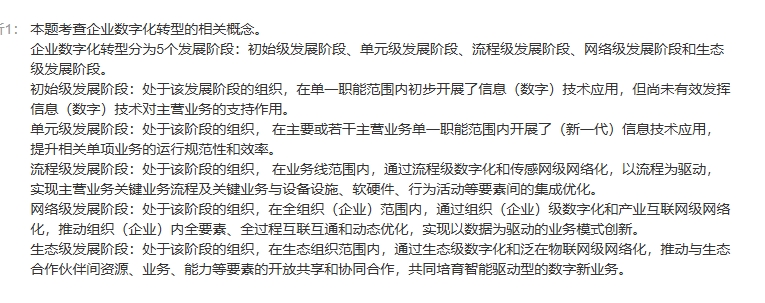 析1： 本题考查企业数字化转型的相关概念。
企业数字化转型分为5个发展阶段：初始级发展阶段、单元级发展阶段、流程级发展阶段、网络级发展阶段和生态
级发展阶段。
初始级发展阶段：处于该发展阶段的组织，在单一职能范围内初步开展了信息（数字）技术应用，但尚未有效发挥
信息（数字）技术对主营业务的支持作用。
单元级发展阶段：处于该阶段的组织， 在主要或若干主营业务单一职能范围内开展了（新一代）信息技术应用，
提升相关单项业务的运行规范性和效率。
流程级发展阶段：处于该阶段的组织， 在业务线范围内，通过流程级数字化和传感网级网络化，以流程为驱动，
实现主营业务关键业务流程及关键业务与设备设施、软硬件、行为活动等要素间的集成优化。
网络级发展阶段：处于该阶段的组织，在全组织（企业）范围内，通过组织（企业）级数字化和产业互联网级网络
化，推动组织（企业）内全要素、全过程互联互通和动态优化，实现以数据为驱动的业务模式创新。
生态级发展阶段：处于该阶段的组织，在生态组织范围内，通过生态级数字化和泛在物联网级网络化，推动与生态
合作伙伴间资源、业务、能力等要素的开放共享和协同合作，共同培育智能驱动型的数字新业务。